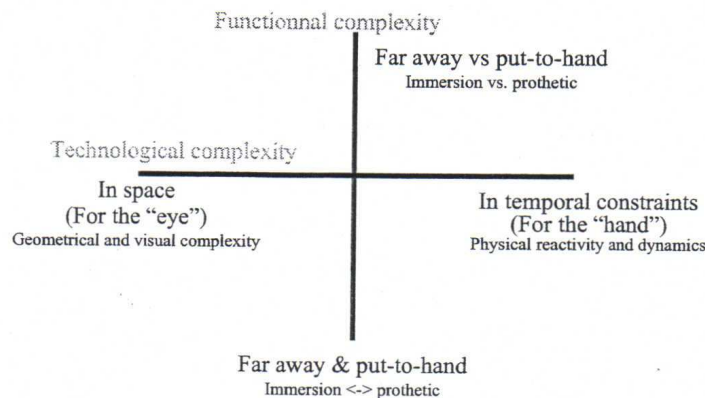 Functionnal complexity
Far away vs put-to-hand
Immersion vs. prothetic
Technological complexity
In space
(For the “eye”)
Geometrical and visual complexity
In temporal constraints
(For the “hand”)
Physical reactivity and dynamics
Far away & put-to-hand
Immersion <-> prothetic